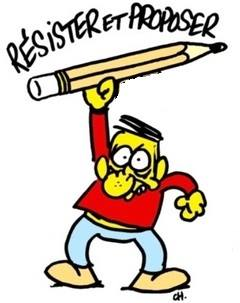 RÉSISTER ET PROPOSER
CH.